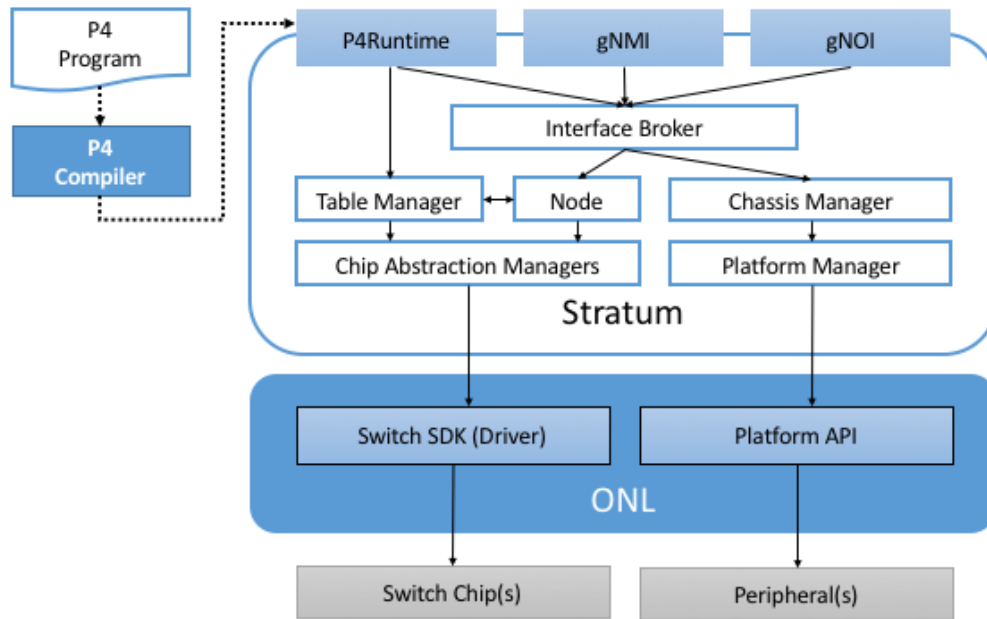 P4
Program
P4
Compiler
P4Runtime
gNMI
gNOI
Interface Broker
Table Manager
Node
Chassis Manager
Chip Abstraction Managers
Platform Manager
Stratum
Switch SDK (Driver)
Platform API
ONL
Switch Chip(s)
Peripheral(s)